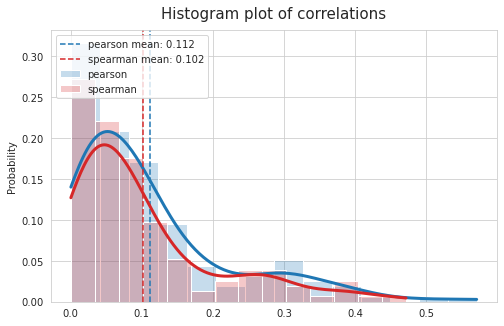 Histogram plot of correlations
pearson mean: 0.112
spearman mean: 0.102
pearson
spearman
Probability
0.30
0.25
0.20
0.15
0.10
0.05
0.00
0.0 0.1 0.2 0.3 0.4 0.5